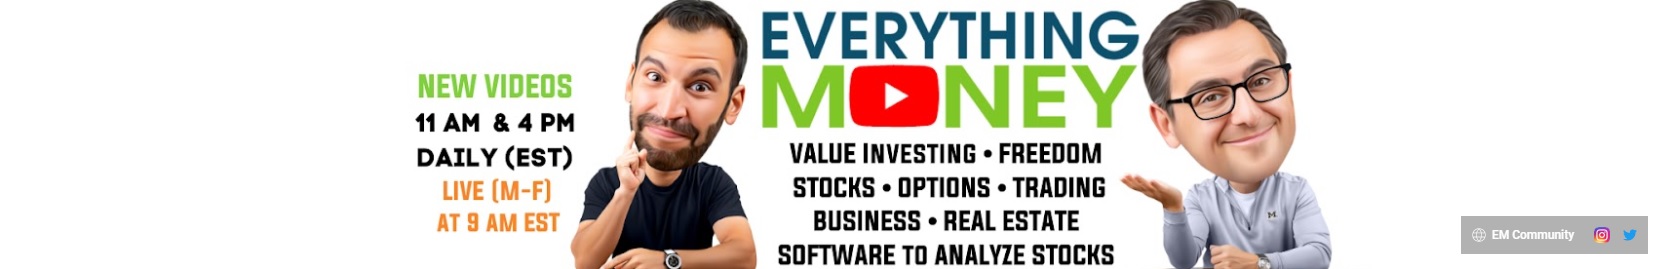 NEW VIDEOS
11 AM & 4 PM
DAILY (EST)
LIVE (M-F)
AT 9 AM EST
EVERYTHING
MONEY
VALUE INVESTING • FREEDOM
STOCKS • OPTIONS • TRADING
BUSINESS • REAL ESTATE
SOFTWARE TO ANALYZE STOCKS
M
EM Community